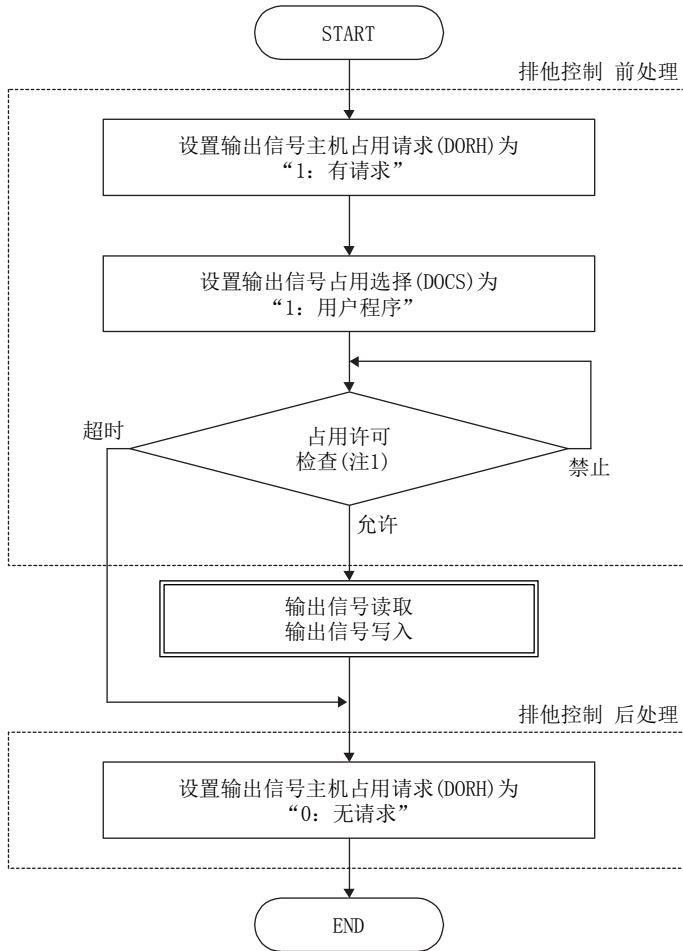 START
排他控制 前处理
设置输出信号主机占用请求(DORH)为
“1: 有请求”
设置输出信号占用选择(DOCS)为
“1: 用户程序”
超时
占用许可
检查(注1)
禁止
允许
输出信号读取
输出信号写入
排他控制 后处理
设置输出信号主机占用请求(DORH)为
“0: 无请求”
END